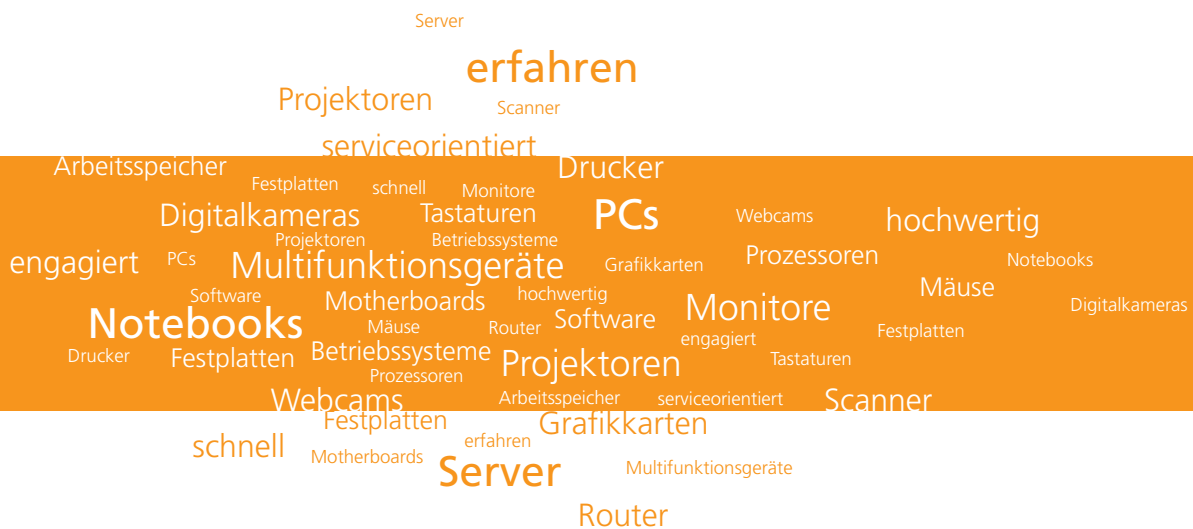 Server
erfahren
Projektoren
Scanner
serviceorientiert
Arbeitsspeicher
Drucker
Festplatten
schnell
Monitore
Digitalkameras
Tastaturen
PCs
Webcams
hochwertig
Projektoren
Betriebssysteme
engagiert
PCs
Multifunktionsgeräte
Grafikkarten
Prozessoren
Notebooks
Software
Motherboards
hochwertig
Monitore
Mäuse
Digitalkameras
Notebooks
Mäuse
Router
Software
engagiert
Festplatten
Drucker
Festplatten
Betriebssysteme
Projektoren
Tastaturen
Prozessoren
Webcams
Arbeitsspeicher
serviceorientiert
Scanner
Festplatten
Grafikkarten
schnell
Motherboards
erfahren
Server
Multifunktionsgeräte
Router